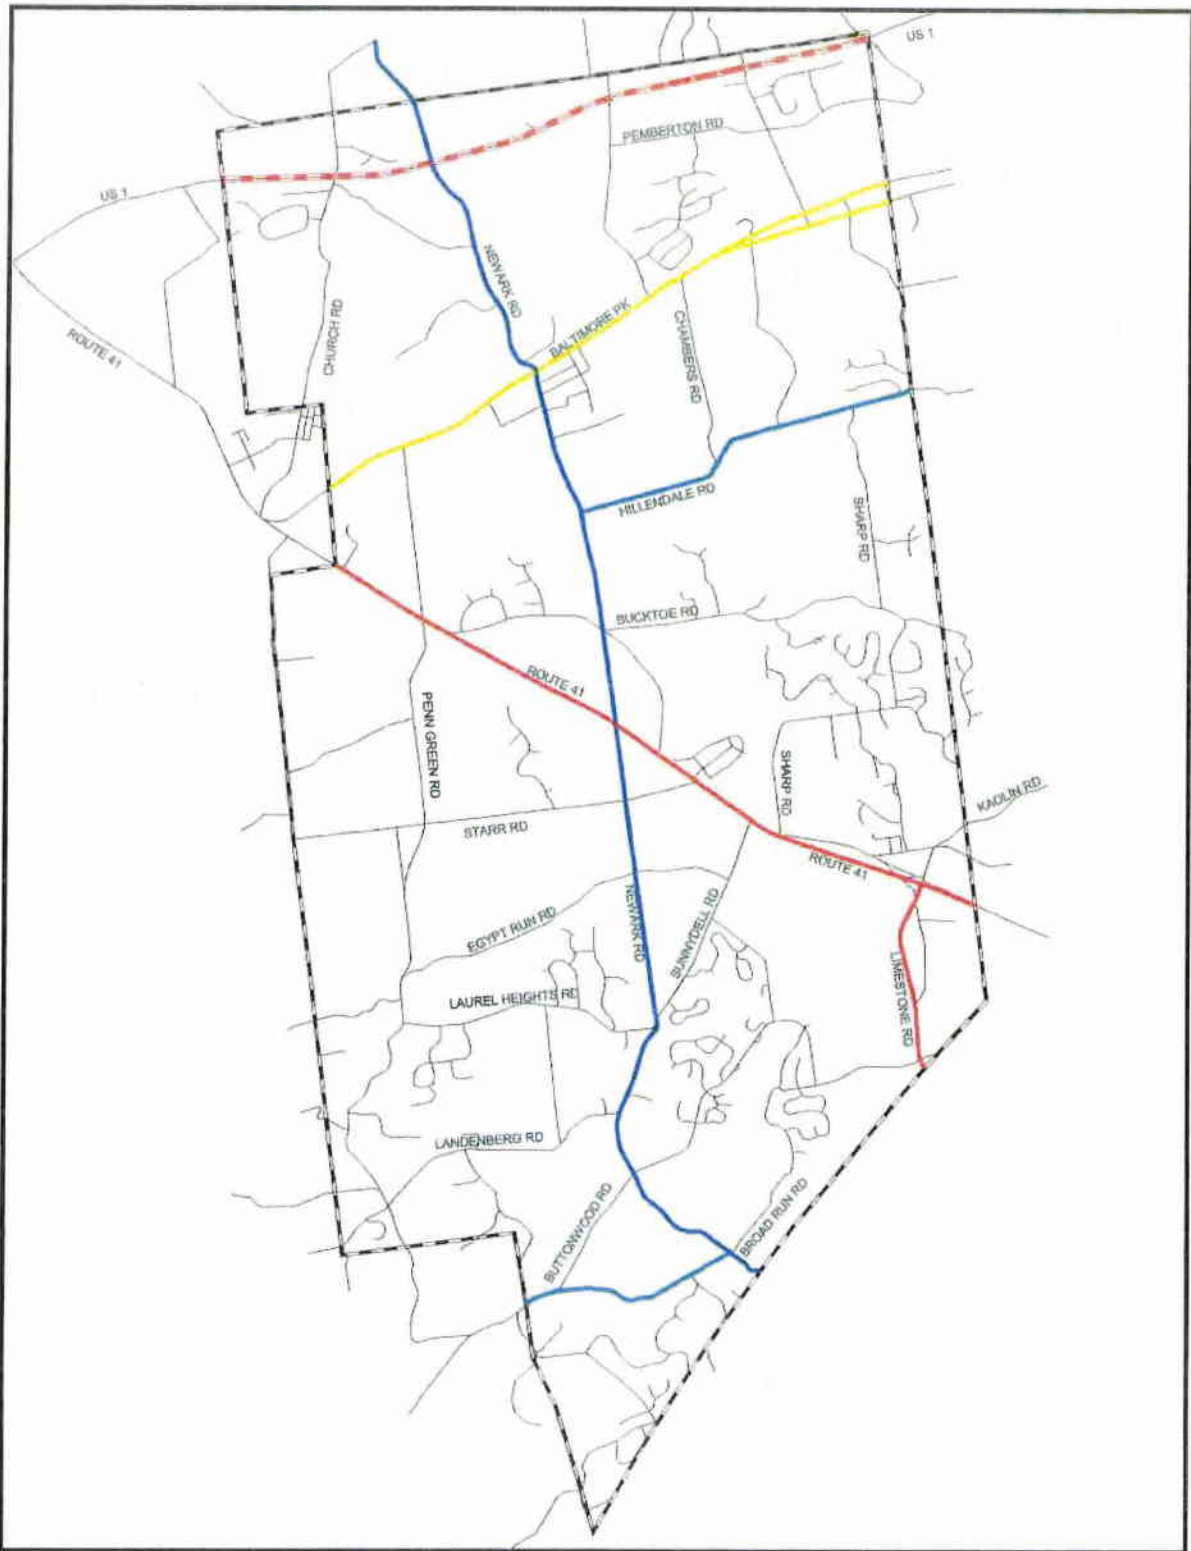 US 1
PEMBERTON RD
US 1
NEWARK RD
CHURCH RD
BALTIMORE PK
CHAMBERS RD
ROUTE 41
HILLENDALE RD
SHARP RD
BUCKTOE RD
ROUTE 41
PENN GREEN RD
SHARP RD
KAOLIN RD
STARR RD
ROUTE 41
NEWARK RD
SUNNYDELL RD
EGYPT RUN RD
LAUREL HEIGHTS RD
LIMESTONE RD
LANDENBERG RD
BUTTONWOOD RD
BROAD RUN RD